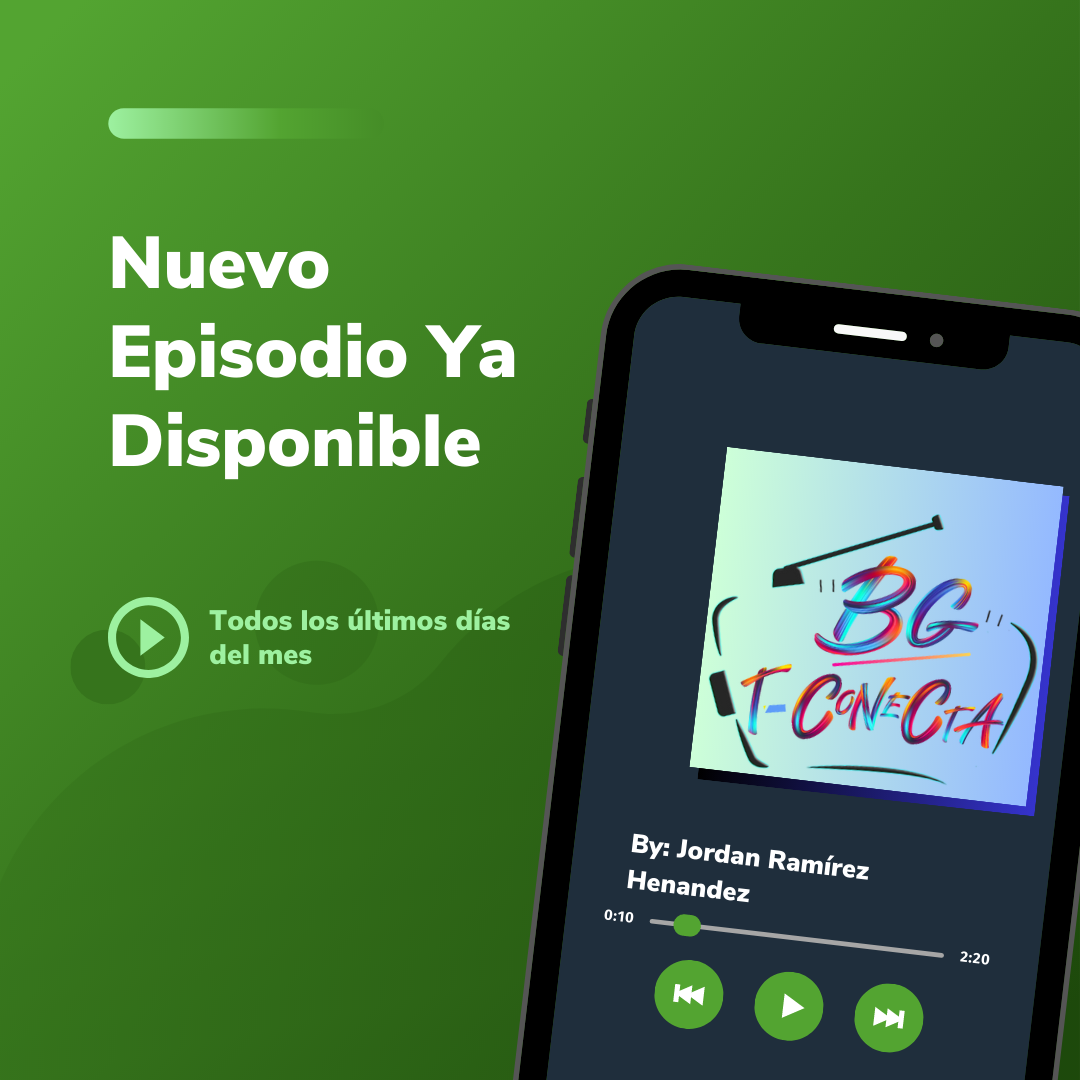 Nuevo
Episodio Ya
Disponible
Todos los últimos días
del mes
BG
T-CONECTA
By: Jordan Ramírez
Henandez
0:10
2:20